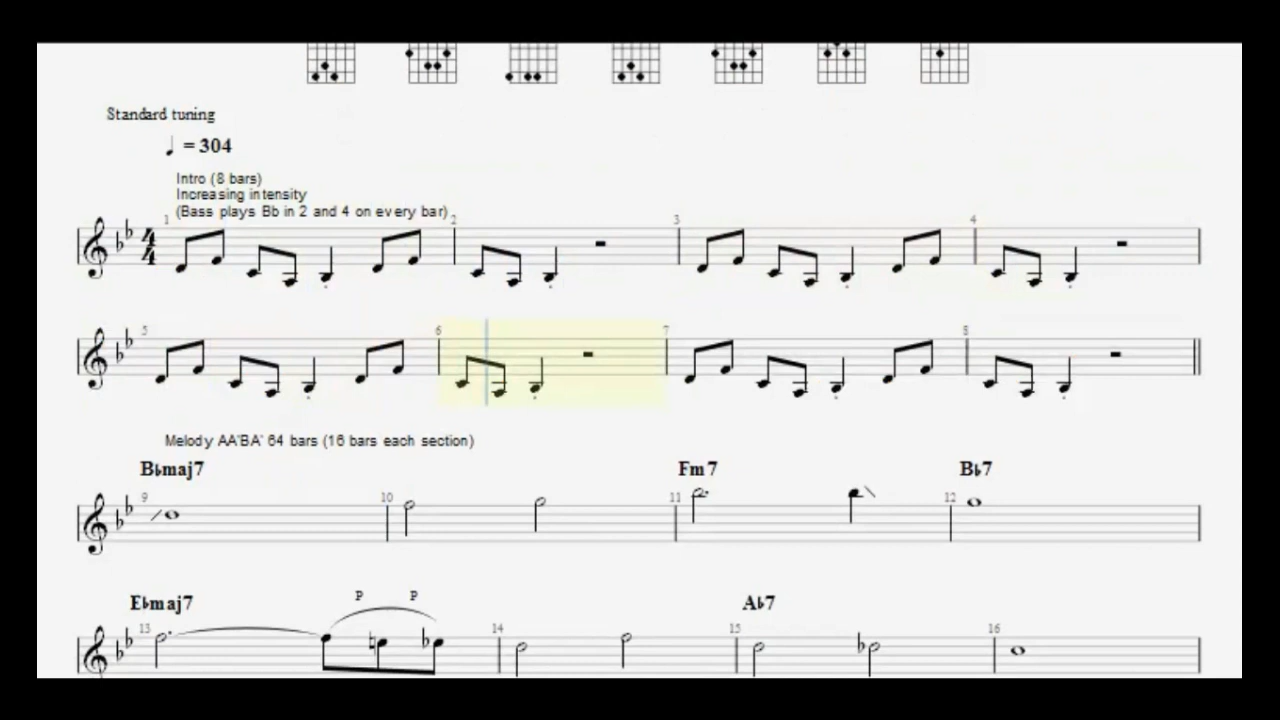 Standard tuning
♩ = 304
Intro (8 bars)
Increasing intensity
(Bass plays Bb in 2 and 4 on every bar)
1 2 3 4
4
4
5 6 7 8
Melody AA'BA' 64 bars (16 bars each section)
B♭maj7 Fm7 B♭7
9 10 11 12
P P
E♭maj7 A♭7
13 14 15 16